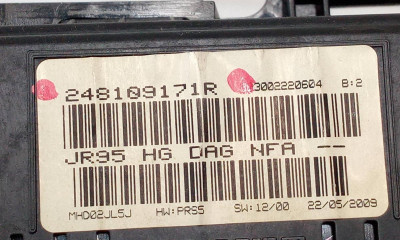 248109171R 3002220604 B:2
JR95 HG DAG NFA --
MHD02JL5J HW:PRS5 SW:12/00 22/05/2009